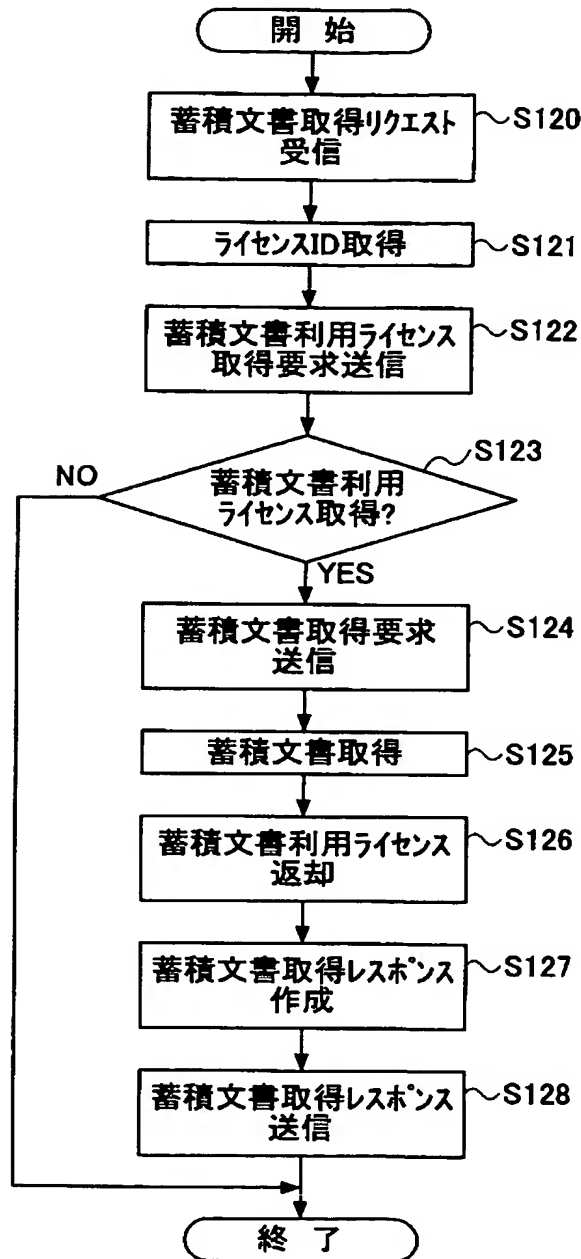 開 始
蓄積文書取得リクエスト
受信
S120
ライセンスID取得
S121
蓄積文書利用ライセンス
取得要求送信
S122
S123
NO
蓄積文書利用
ライセンス取得?
YES
蓄積文書取得要求
送信
S124
蓄積文書取得
S125
蓄積文書利用ライセンス
返却
S126
蓄積文書取得レスポンス
作成
S127
蓄積文書取得レスポンス
送信
S128
終 了